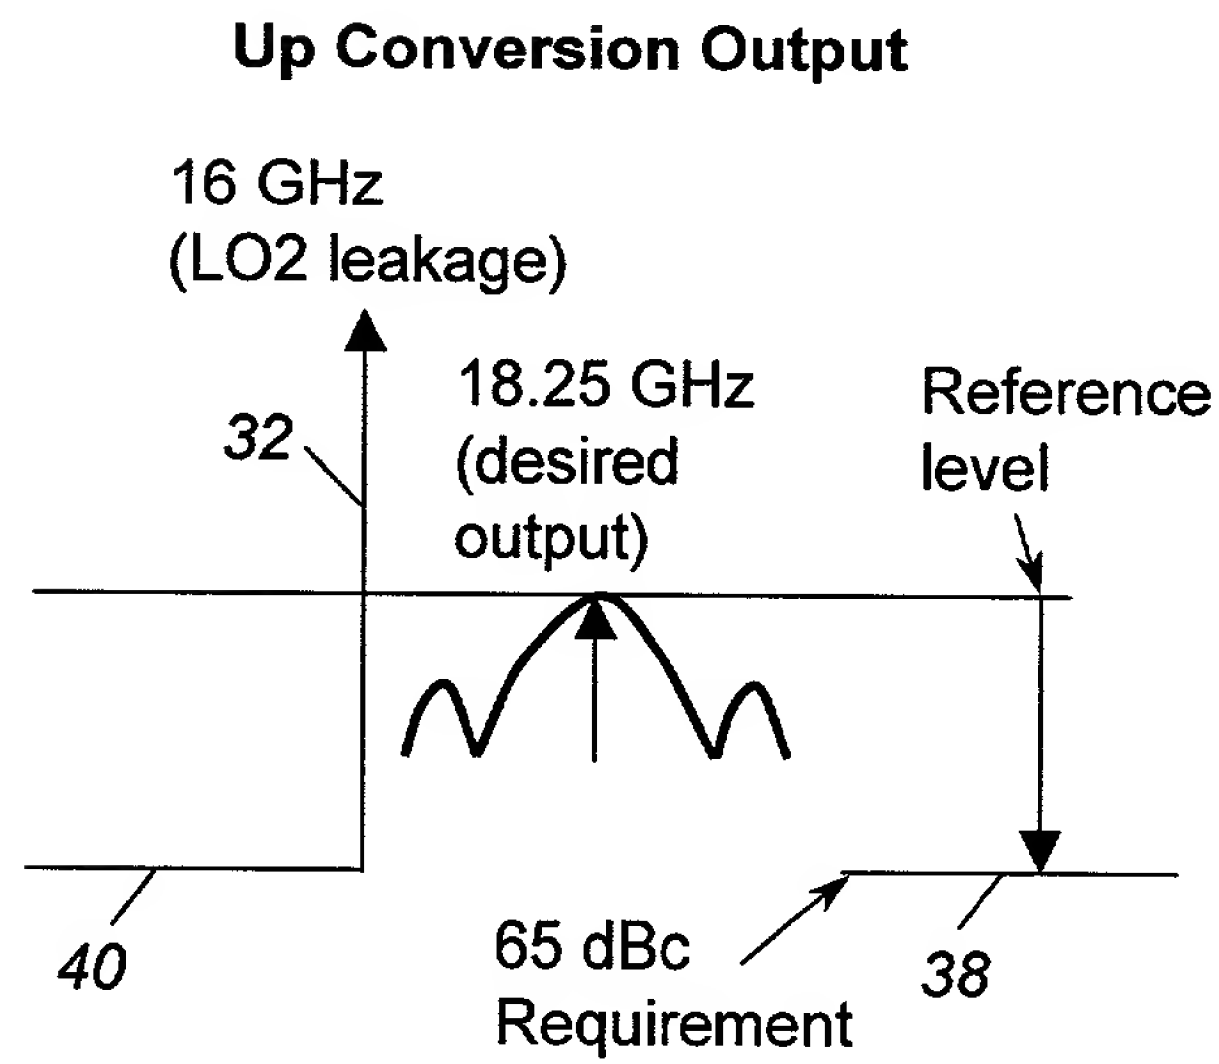 Up Conversion Output
16 GHz
(LO2 leakage)
32
18.25 GHz
(desired
output)
Reference
level
40
65 dBc
Requirement
38